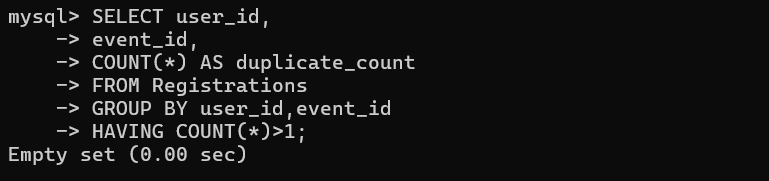 mysql> SELECT user_id,
    -> event_id,
    -> COUNT(*) AS duplicate_count
    -> FROM Registrations
    -> GROUP BY user_id,event_id
    -> HAVING COUNT(*)>1;
Empty set (0.00 sec)